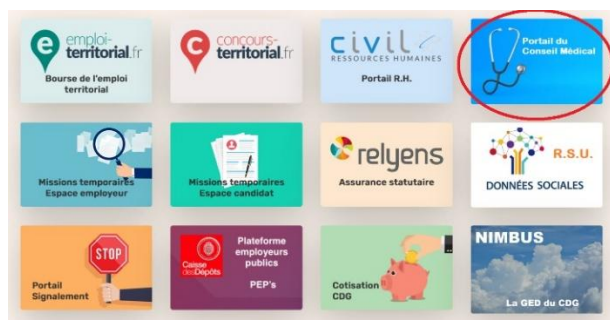 emploi-
territorial.fr
Bourse de l'emploi
territorial
concours-
territorial.fr
civil
RESSOURCES HUMAINES
Portail R.H.
Portail du
Conseil Médical
Missions temporaires
Espace employeur
Missions temporaires
Espace candidat
relyens
Assurance statutaire
R.S.U.
DONNÉES SOCIALES
STOP
Portail
Signalement
Caisse
des Dépôts
Plateforme
employeurs
publics
PEP's
Cotisation
CDG
NIMBUS
La GED du CDG